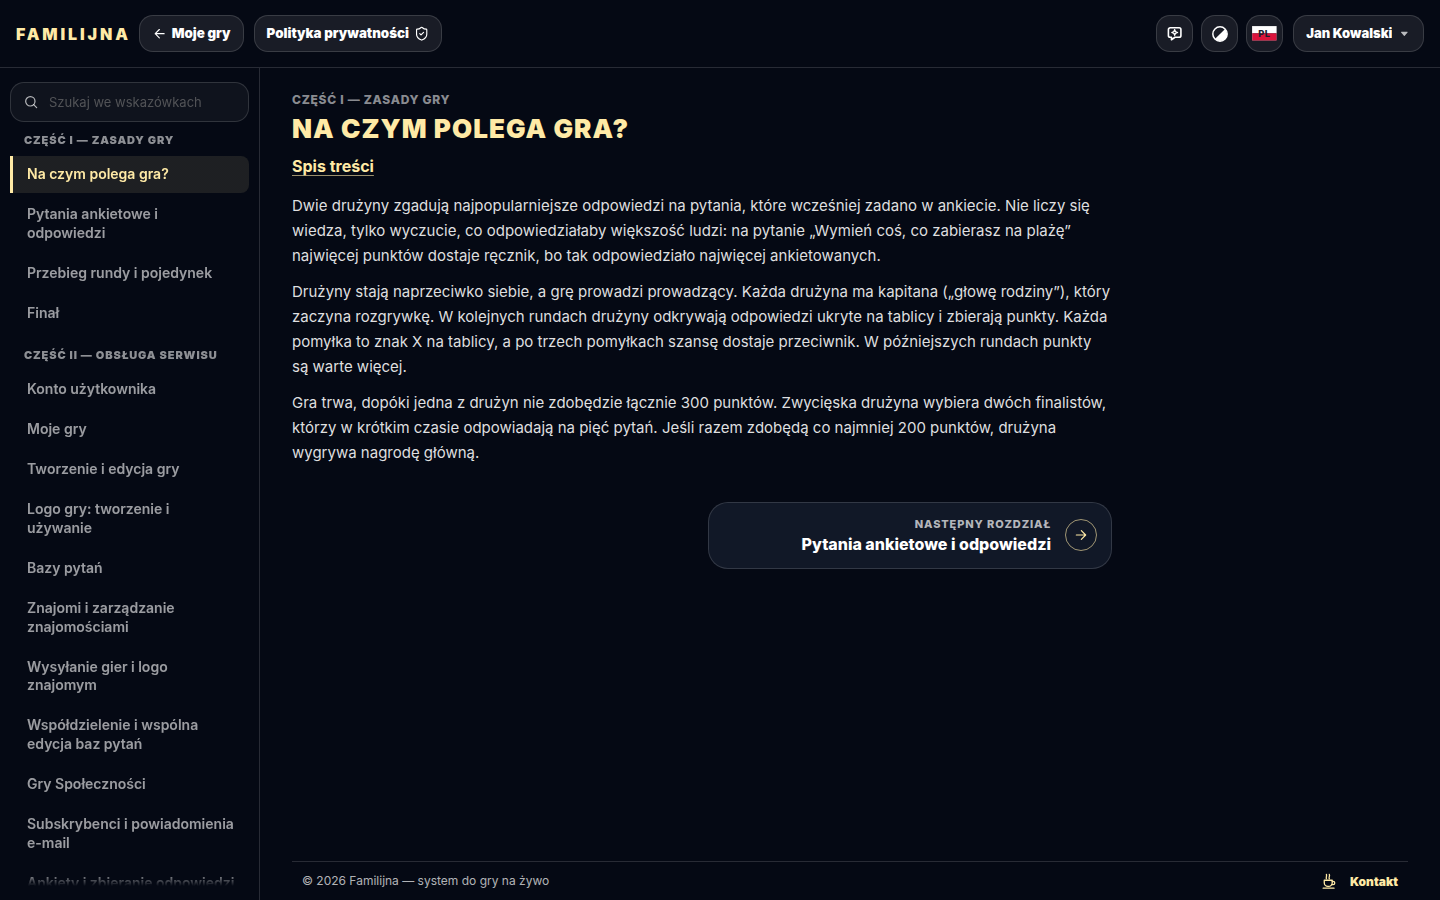 FAMILIJNA
← Moje gry
Polityka prywatności
PL
Jan Kowalski
Szukaj we wskazówkach
CZĘŚĆ I — ZASADY GRY
Na czym polega gra?
Pytania ankietowe i
odpowiedzi
Przebieg rundy i pojedynek
Finał
CZĘŚĆ II — OBSŁUGA SERWISU
Konto użytkownika
Moje gry
Tworzenie i edycja gry
Logo gry: tworzenie i
używanie
Bazy pytań
Znajomi i zarządzanie
znajomościami
Wysyłanie gier i logo
znajomym
Współdzielenie i wspólna
edycja baz pytań
Gry Społeczności
Subskrybenci i powiadomienia
e-mail
Ankiety i zbieranie odpowiedzi
CZĘŚĆ I — ZASADY GRY
NA CZYM POLEGA GRA?
Spis treści
Dwie drużyny zgadują najpopularniejsze odpowiedzi na pytania, które wcześniej zadano w ankiecie. Nie liczy się
wiedza, tylko wyczucie, co odpowiedziałaby większość ludzi: na pytanie „Wymień coś, co zabierasz na plażę”
najwięcej punktów dostaje ręcznik, bo tak odpowiedziało najwięcej ankietowanych.
Drużyny stają naprzeciwko siebie, a grę prowadzi prowadzący. Każda drużyna ma kapitana („głowę rodziny”), który
zaczyna rozgrywkę. W kolejnych rundach drużyny odkrywają odpowiedzi ukryte na tablicy i zbierają punkty. Każda
pomyłka to znak X na tablicy, a po trzech pomyłkach szansę dostaje przeciwnik. W późniejszych rundach punkty
są warte więcej.
Gra trwa, dopóki jedna z drużyn nie zdobędzie łącznie 300 punktów. Zwycięska drużyna wybiera dwóch finalistów,
którzy w krótkim czasie odpowiadają na pięć pytań. Jeśli razem zdobędą co najmniej 200 punktów, drużyna
wygrywa nagrodę główną.
NASTĘPNY ROZDZIAŁ
Pytania ankietowe i odpowiedzi
© 2026 Familijna — system do gry na żywo
Kontakt